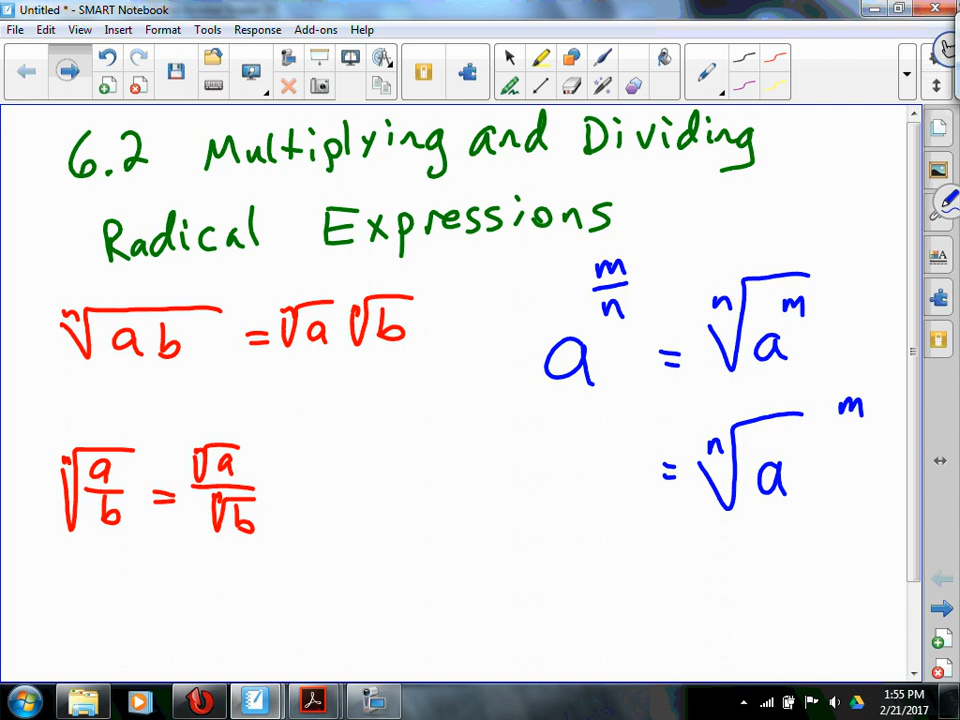 Untitled * - SMART Notebook
File Edit View Insert Format Tools Response Add-ons Help
6.2 Multiplying and Dividing
Radical Expressions
ⁿ√(ab) = ⁿ√a ⁿ√b
a^(m/n) = ⁿ√(a^m)
= ⁿ√a ^m
ⁿ√(a/b) = ⁿ√a / ⁿ√b
1:55 PM
2/21/2017